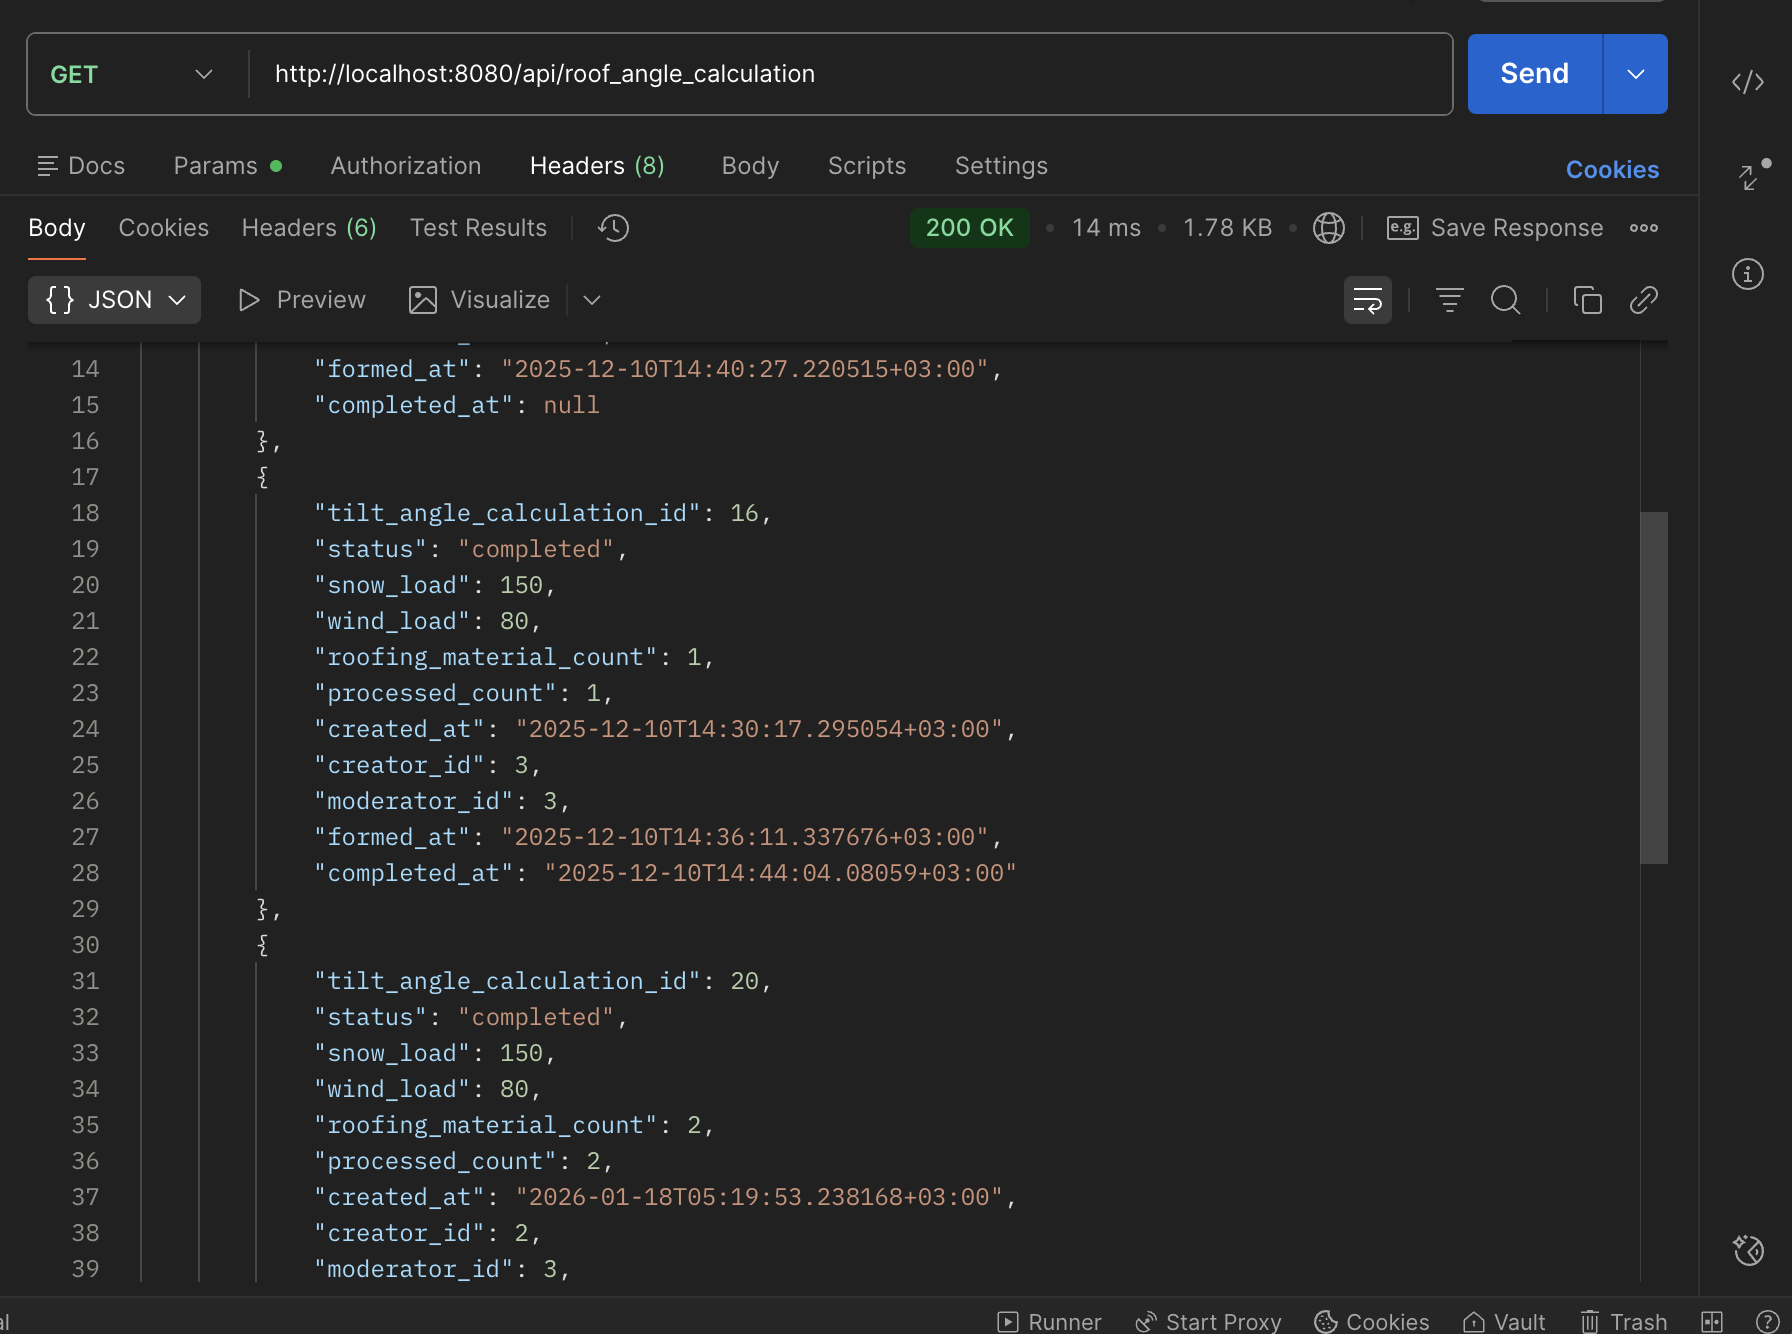 GET http://localhost:8080/api/roof_angle_calculation Send
Docs Params Authorization Headers (8) Body Scripts Settings Cookies
Body Cookies Headers (6) Test Results 200 OK 14 ms 1.78 KB e.g. Save Response
{} JSON Preview Visualize
14 "formed_at": "2025-12-10T14:40:27.220515+03:00",
15 "completed_at": null
16 },
17 {
18 "tilt_angle_calculation_id": 16,
19 "status": "completed",
20 "snow_load": 150,
21 "wind_load": 80,
22 "roofing_material_count": 1,
23 "processed_count": 1,
24 "created_at": "2025-12-10T14:30:17.295054+03:00",
25 "creator_id": 3,
26 "moderator_id": 3,
27 "formed_at": "2025-12-10T14:36:11.337676+03:00",
28 "completed_at": "2025-12-10T14:44:04.08059+03:00"
29 },
30 {
31 "tilt_angle_calculation_id": 20,
32 "status": "completed",
33 "snow_load": 150,
34 "wind_load": 80,
35 "roofing_material_count": 2,
36 "processed_count": 2,
37 "created_at": "2026-01-18T05:19:53.238168+03:00",
38 "creator_id": 2,
39 "moderator_id": 3,
Runner Start Proxy Cookies Vault Trash